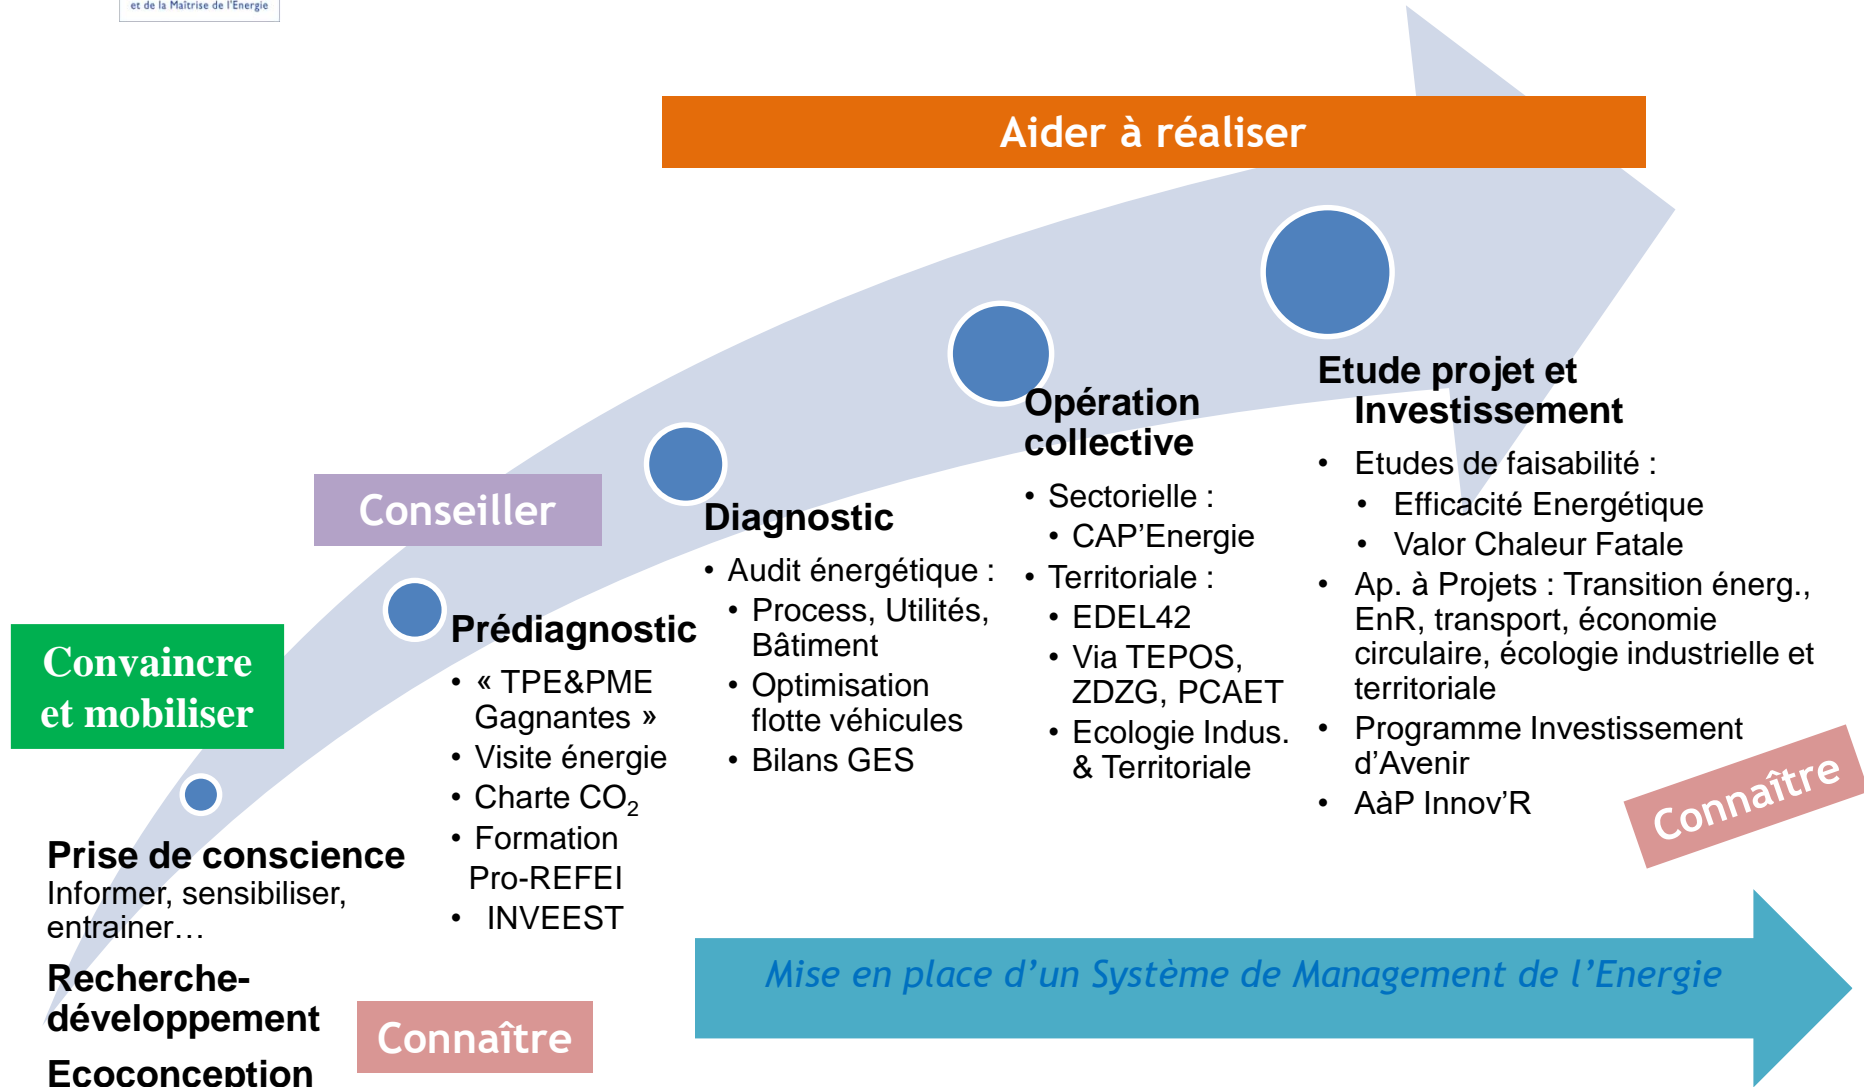 et de la Maîtrise de l'Energie
Aider à réaliser
Conseiller
Convaincre
et mobiliser
Prise de conscience
Informer, sensibiliser,
entrainer…
Recherche-
développement
Ecoconception
Connaître
Prédiagnostic
• « TPE&PME
Gagnantes »
• Visite énergie
• Charte CO₂
• Formation
Pro-REFEI
• INVEEST
Diagnostic
• Audit énergétique :
• Process, Utilités,
Bâtiment
• Optimisation
flotte véhicules
• Bilans GES
Opération
collective
• Sectorielle :
• CAP’Energie
• Territoriale :
• EDEL42
• Via TEPOS,
ZDZG, PCAET
• Ecologie Indus.
& Territoriale
Etude projet et
Investissement
• Etudes de faisabilité :
• Efficacité Energétique
• Valor Chaleur Fatale
• Ap. à Projets : Transition énerg.,
EnR, transport, économie
circulaire, écologie industrielle et
territoriale
• Programme Investissement
d’Avenir
• AàP Innov’R
Connaître
Mise en place d’un Système de Management de l’Energie